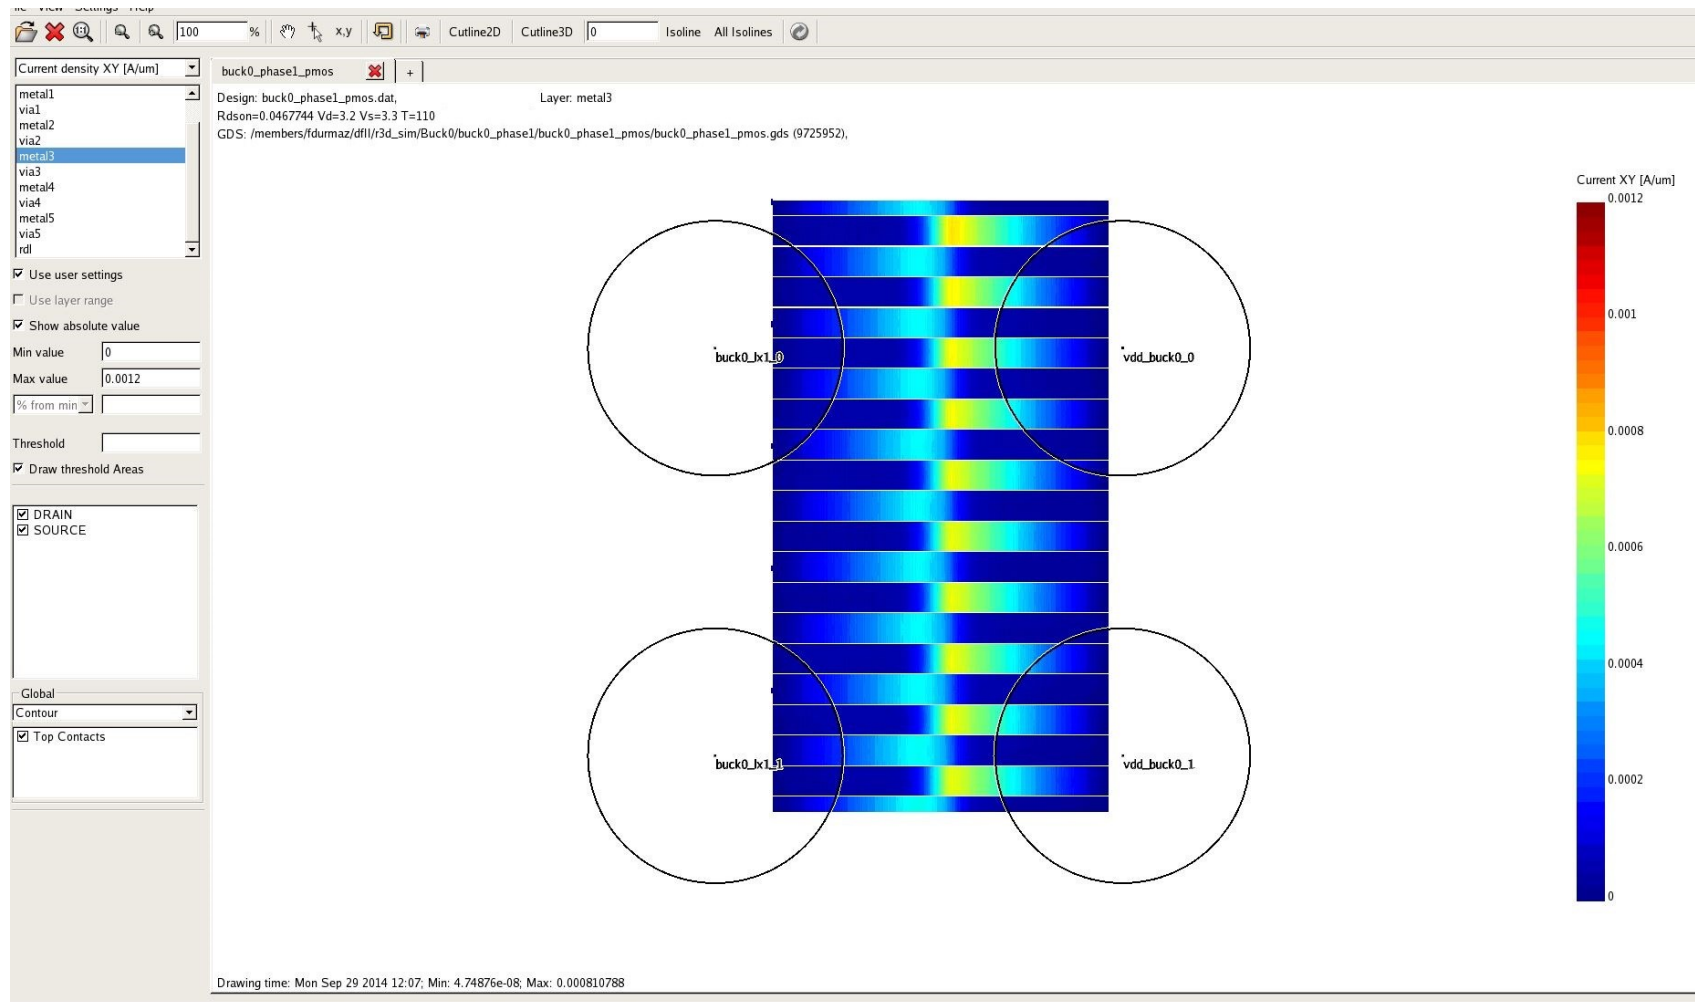 File View Settings Help
100 % x,y Cutline2D Cutline3D 0 Isoline All Isolines
Current density XY [A/um]
buck0_phase1_pmos +
metal1
via1
metal2
via2
metal3
via3
metal4
via4
metal5
via5
rdl
Design: buck0_phase1_pmos.dat, Layer: metal3
Rdson=0.0467744 Vd=3.2 Vs=3.3 T=110
GDS: /members/fdurmaz/dfII/r3d_sim/Buck0/buck0_phase1/buck0_phase1_pmos/buck0_phase1_pmos.gds (9725952),
Use user settings
Use layer range
Show absolute value
Min value 0
Max value 0.0012
% from min
Threshold
Draw threshold Areas
DRAIN
SOURCE
Global
Contour
Top Contacts
buck0_lx1_0
vdd_buck0_0
buck0_lx1_1
vdd_buck0_1
Current XY [A/um]
0.0012
0.001
0.0008
0.0006
0.0004
0.0002
0
Drawing time: Mon Sep 29 2014 12:07; Min: 4.74876e-08; Max: 0.000810788